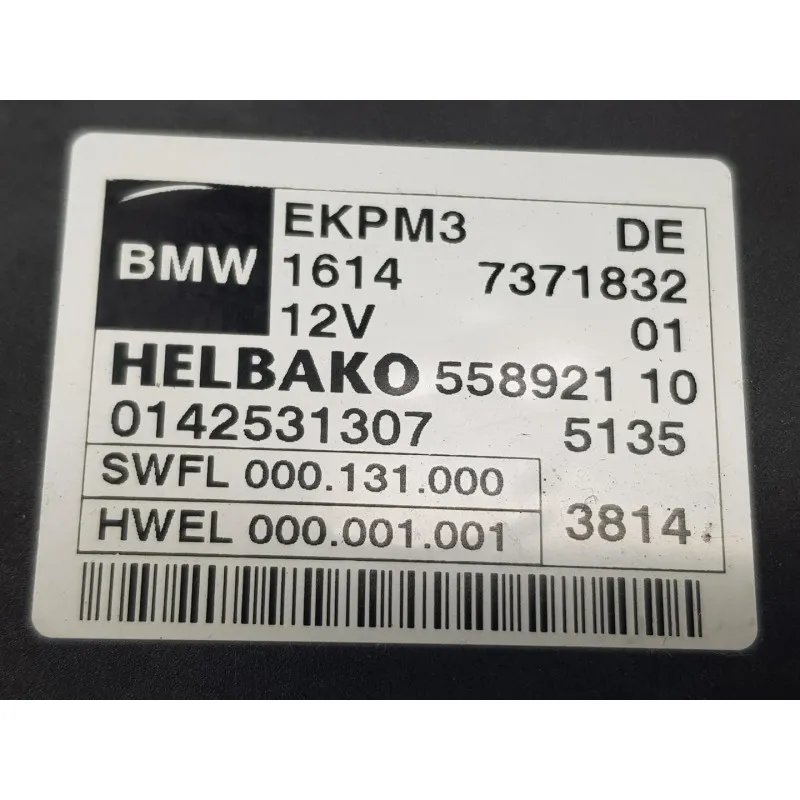 BMW
EKPM3 DE
1614 7371832
12V 01
HELBAKO 558921 10
0142531307 5135
SWFL 000.131.000
HWEL 000.001.001 3814